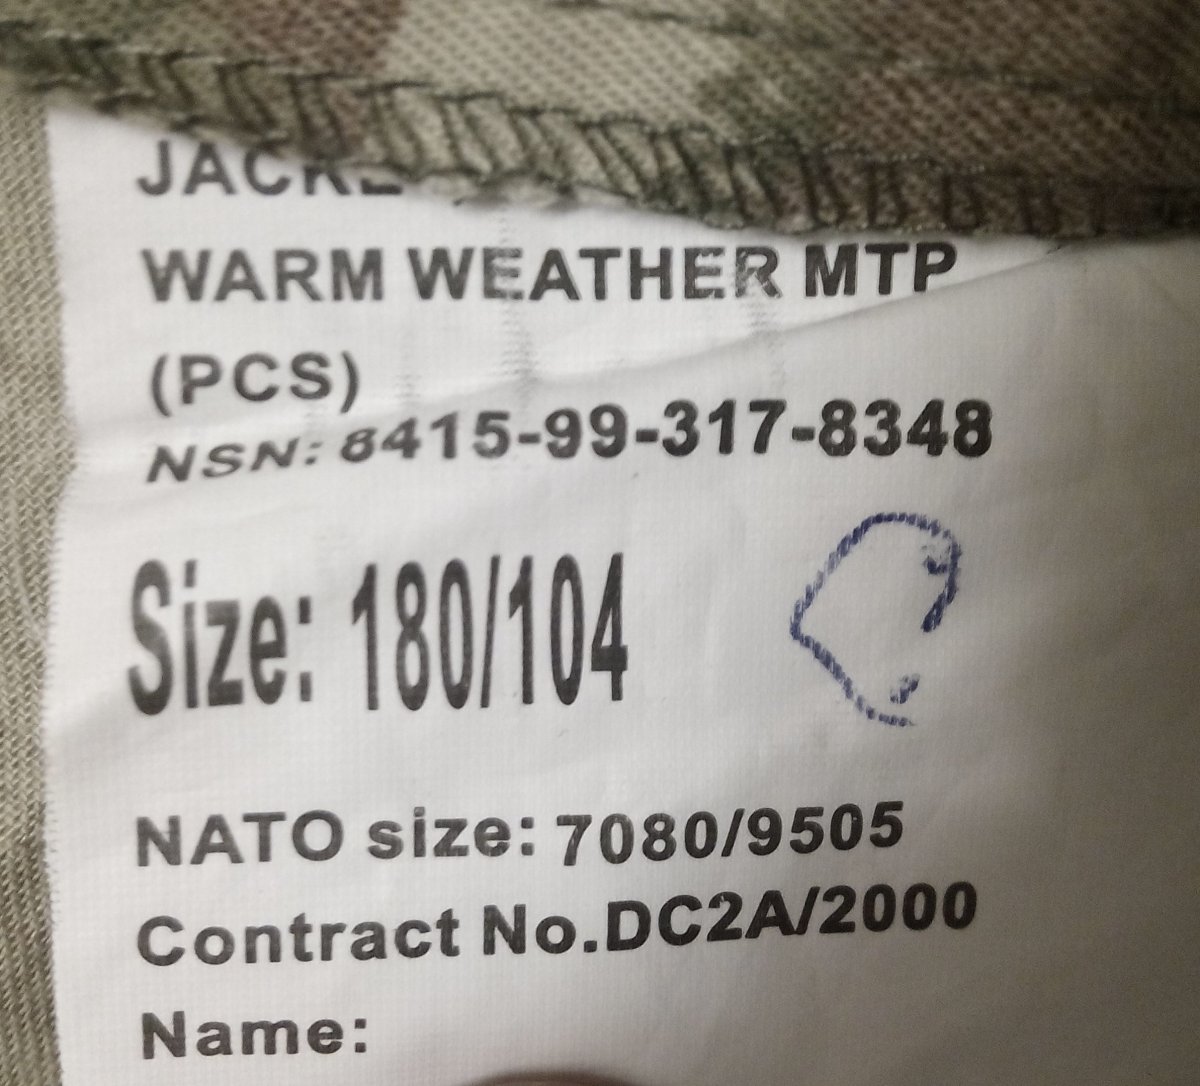 WARM WEATHER MTP
(PCS)
NSN: 8415-99-317-8348
Size: 180/104
NATO size: 7080/9505
Contract No.DC2A/2000
Name: